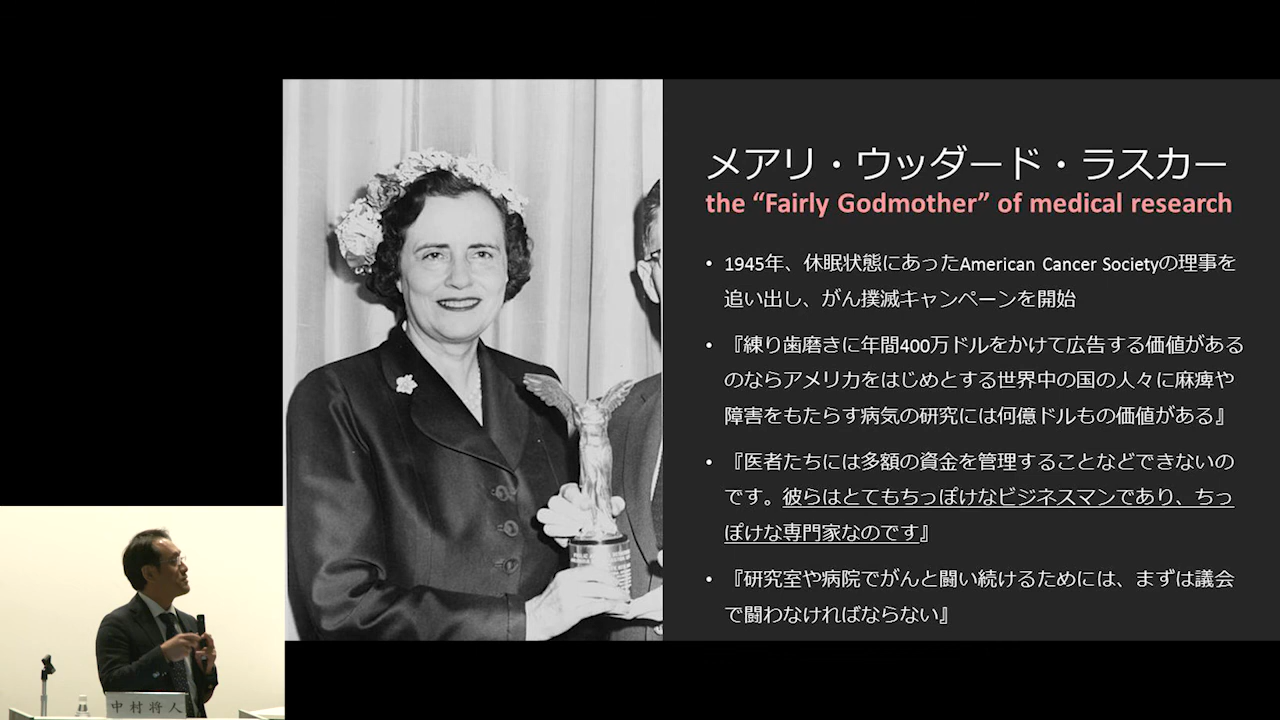 メアリ・ウッダード・ラスカー
the “Fairly Godmother” of medical research
• 1945年、休眠状態にあったAmerican Cancer Societyの理事を
追い出し、がん撲滅キャンペーンを開始
• 『練り歯磨きに年間400万ドルをかけて広告する価値がある
のならアメリカをはじめとする世界中の国の人々に麻痺や
障害をもたらす病気の研究には何億ドルもの価値がある』
• 『医者たちには多額の資金を管理することなどできないの
です。彼らはとてもちっぽけなビジネスマンであり、ちっ
ぽけな専門家なのです』
• 『研究室や病院でがんと闘い続けるためには、まずは議会
で闘わなければならない』
中村将人